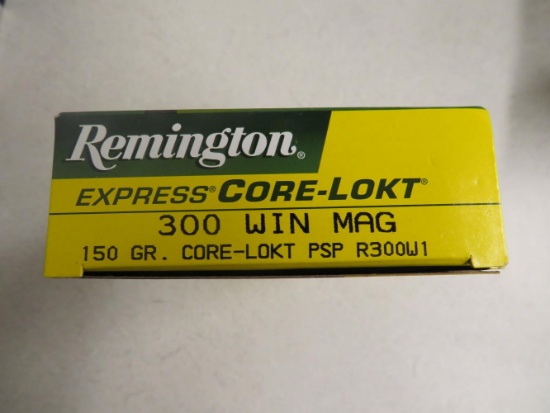 Remington®
EXPRESS® CORE-LOKT®
300 WIN MAG
150 GR. CORE-LOKT PSP R300W1